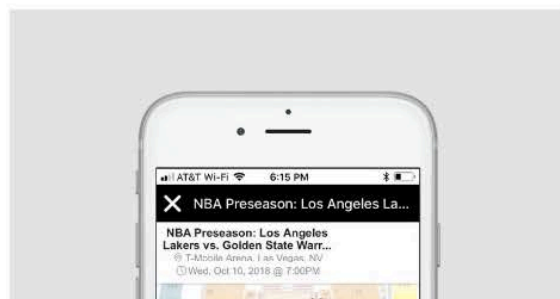 AT&T Wi-Fi 6:15 PM
NBA Preseason: Los Angeles La...
NBA Preseason: Los Angeles
Lakers vs. Golden State Warr...
T-Mobile Arena, Las Vegas, NV
Wed, Oct 10, 2018 @ 7:00PM